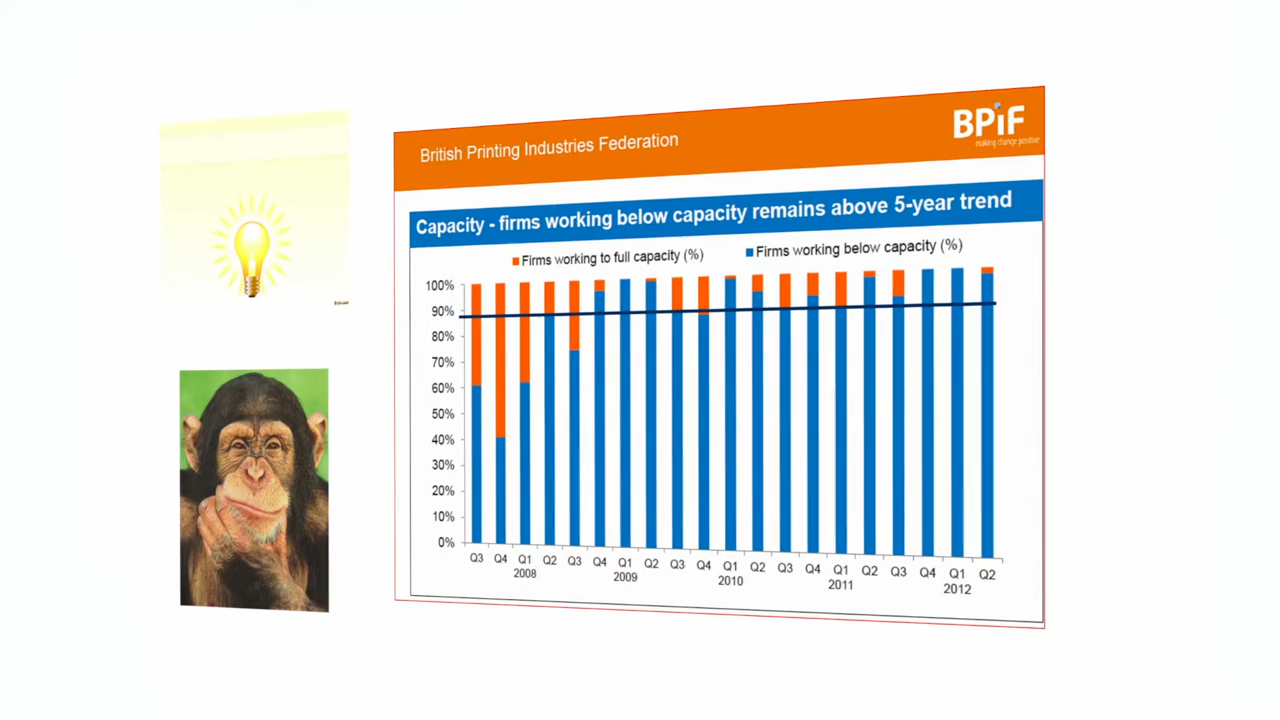 British Printing Industries Federation
BPiF
making change positive
Capacity - firms working below capacity remains above 5-year trend
Firms working to full capacity (%) Firms working below capacity (%)
100%
90%
80%
70%
60%
50%
40%
30%
20%
10%
0%
Q3 Q4 Q1 Q2 Q3 Q4 Q1 Q2 Q3 Q4 Q1 Q2 Q3 Q4 Q1 Q2 Q3 Q4 Q1 Q2
2008 2009 2010 2011 2012